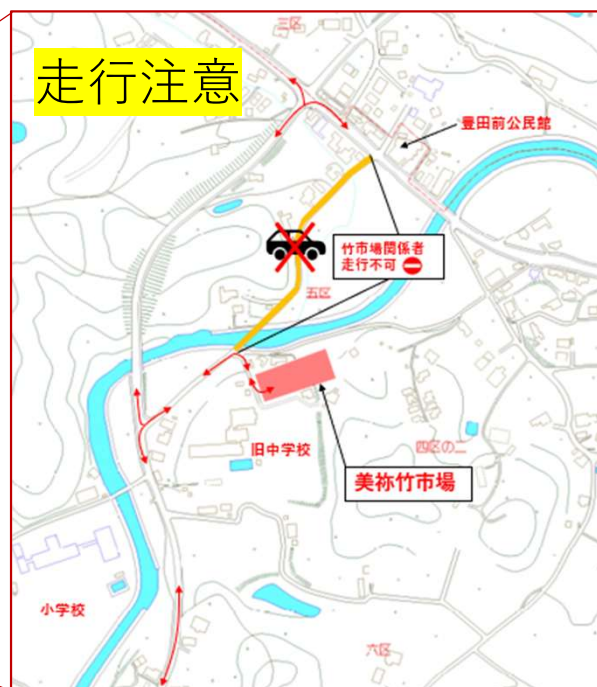 三区
走行注意
豊田前公民館
竹市場関係者
走行不可
五区
旧中学校
四区の二
美祢竹市場
小学校
六区